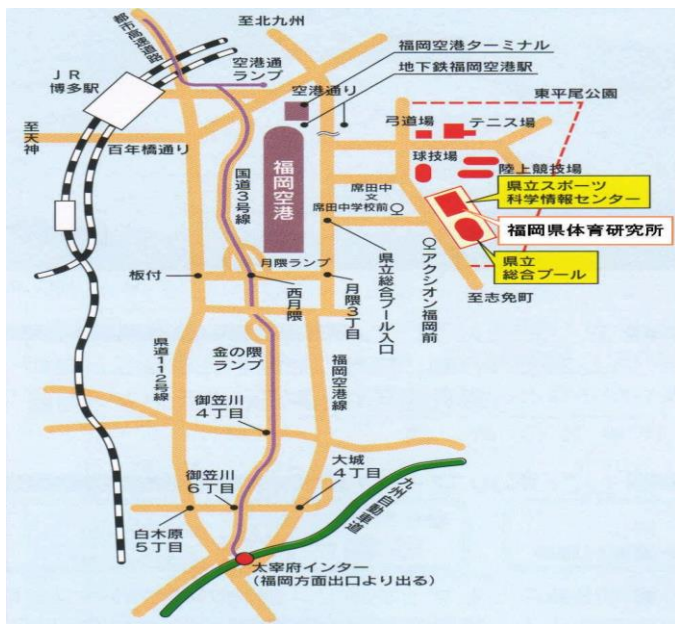 至北九州
都市高速道路
空港通
ランプ
福岡空港ターミナル
地下鉄福岡空港駅
空港通り
JR
博多駅
東平尾公園
弓道場
テニス場
至天神
百年橋通り
球技場
陸上競技場
国道3号線
福岡空港
席田中
文
席田中学校前
県立スポーツ
科学情報センター
福岡県体育研究所
県立
総合プール
アクシオン福岡前
至志免町
月隈ランプ
板付
西月隈
月隈3丁目
県立総合プール入口
県道112号線
金の隈
ランプ
福岡空港線
御笠川
4丁目
御笠川
6丁目
大城
4丁目
九州自動車道
白木原
5丁目
太宰府インター
(福岡方面出口より出る)